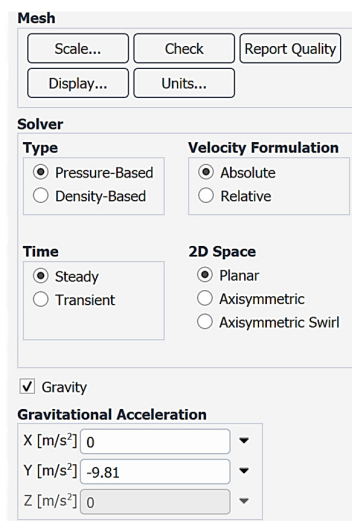 Mesh
Scale... Check Report Quality
Display... Units...
Solver
Type Velocity Formulation
Pressure-Based Absolute
Density-Based Relative
Time 2D Space
Steady Planar
Transient Axisymmetric
Axisymmetric Swirl
Gravity
Gravitational Acceleration
X [m/s²] 0
Y [m/s²] -9.81
Z [m/s²] 0